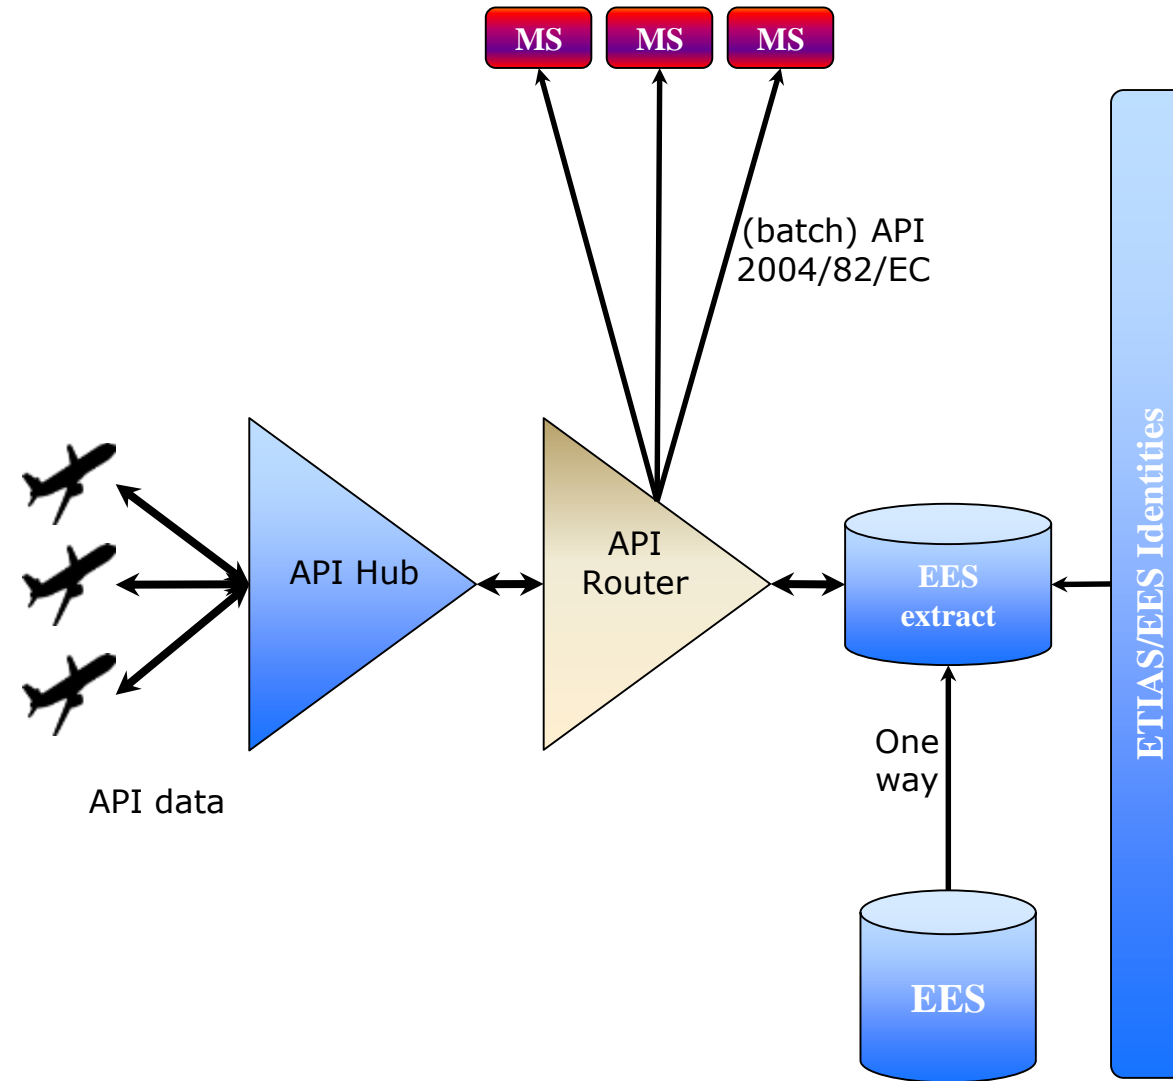 MS
MS
MS
(batch) API
2004/82/EC
API Hub
API
Router
EES
extract
ETIAS/EES Identities
One
way
API data
EES